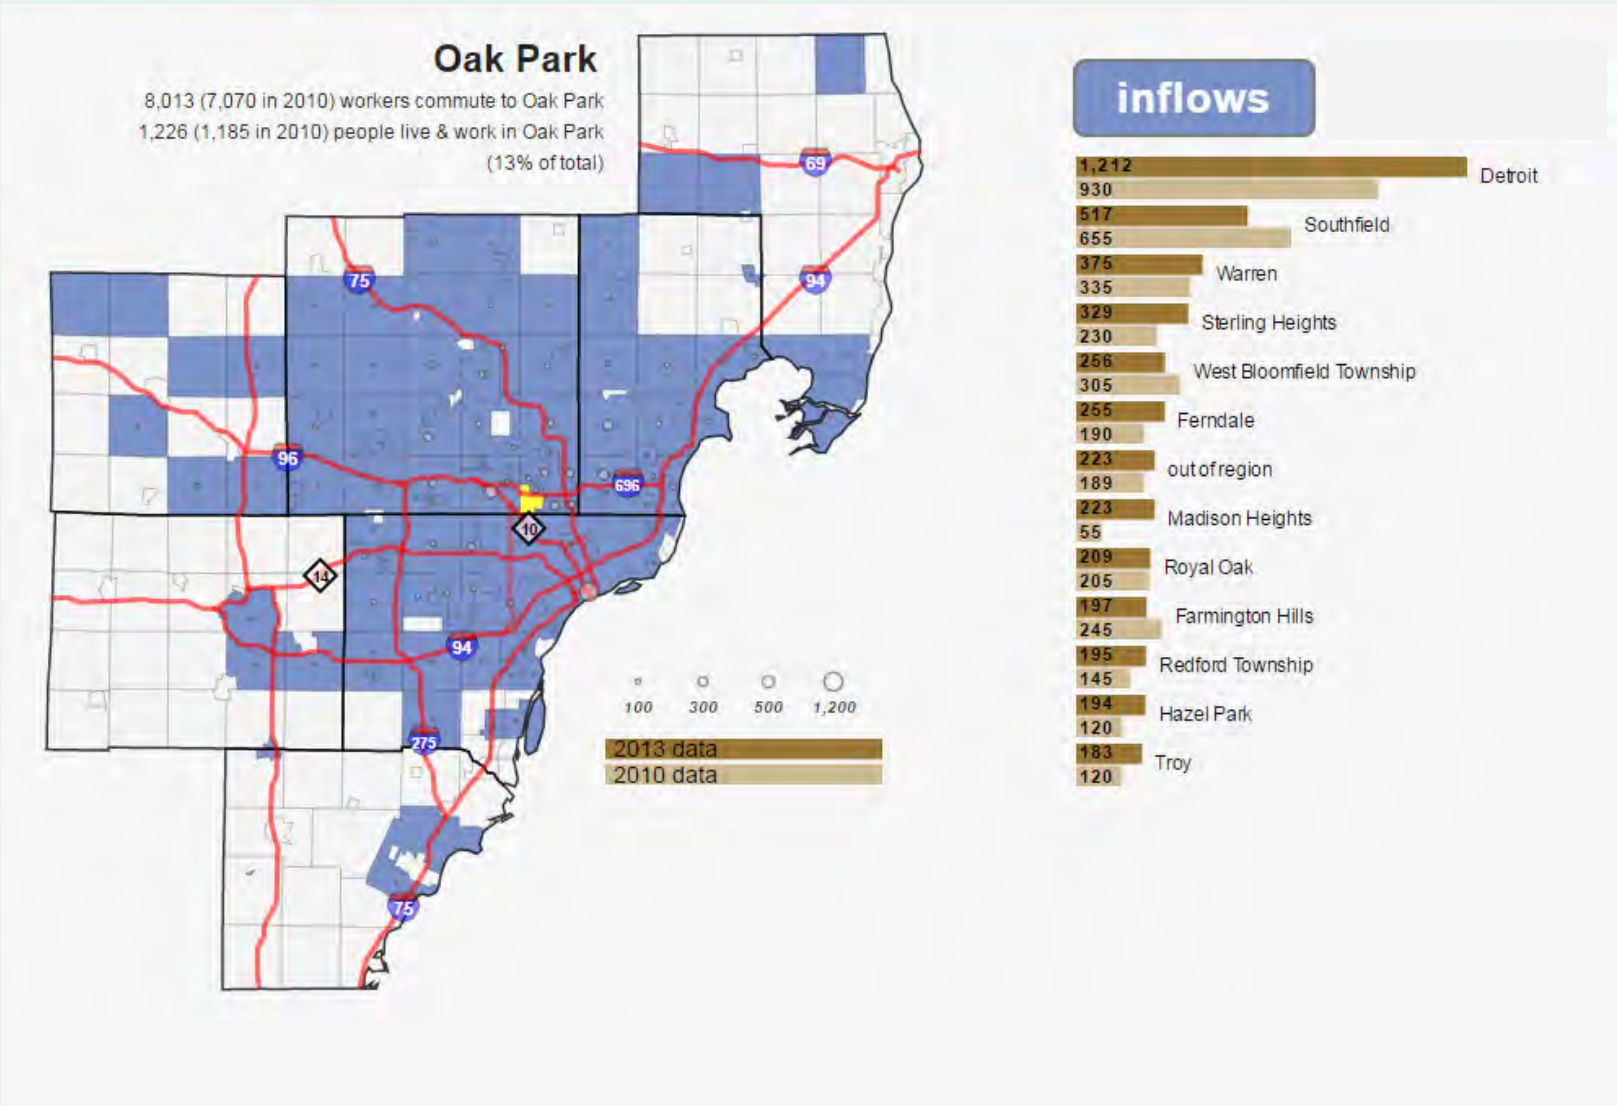 Oak Park
8,013 (7,070 in 2010) workers commute to Oak Park
1,226 (1,185 in 2010) people live & work in Oak Park
(13% of total)
69
75
94
96
696
10
14
94
275
75
100 300 500 1,200
2013 data
2010 data
inflows
1,212
930
Detroit
517
655
Southfield
375
335
Warren
329
230
Sterling Heights
256
305
West Bloomfield Township
255
190
Ferndale
223
189
out of region
223
55
Madison Heights
209
205
Royal Oak
197
245
Farmington Hills
195
145
Redford Township
194
120
Hazel Park
183
120
Troy